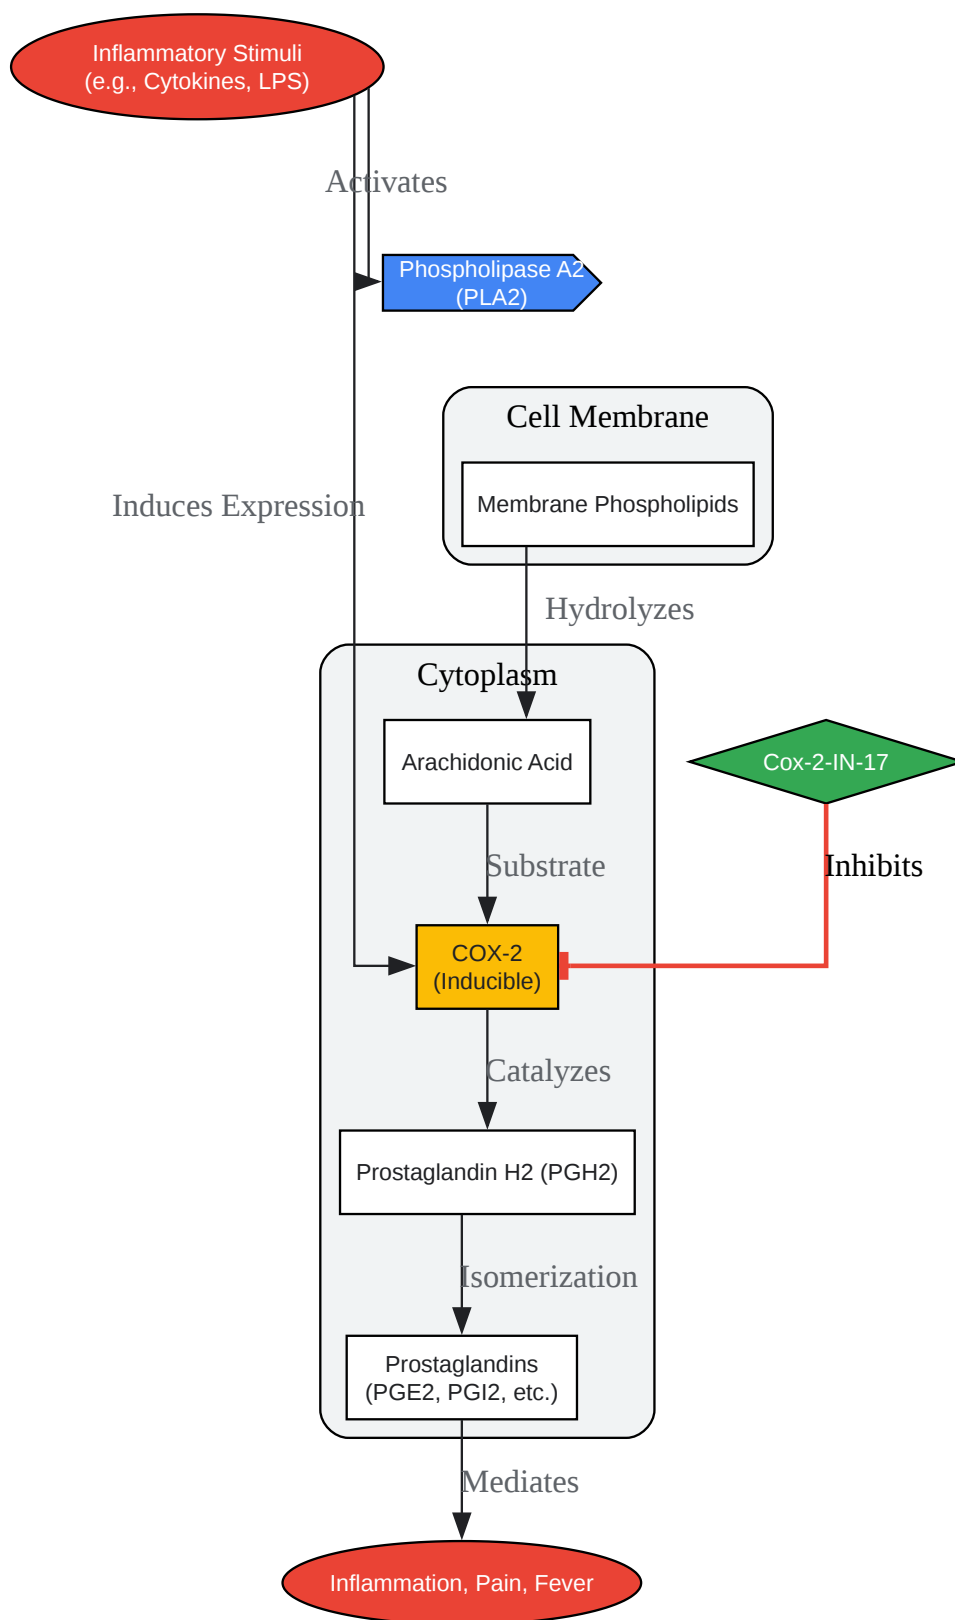 Inflammatory Stimuli
(e.g., Cytokines, LPS)
Activates
Phospholipase A2
(PLA2)
Cell Membrane
Membrane Phospholipids
Induces Expression
Hydrolyzes
Cytoplasm
Arachidonic Acid
Cox-2-IN-17
Substrate
Inhibits
COX-2
(Inducible)
Catalyzes
Prostaglandin H2 (PGH2)
Isomerization
Prostaglandins
(PGE2, PGI2, etc.)
Mediates
Inflammation, Pain, Fever